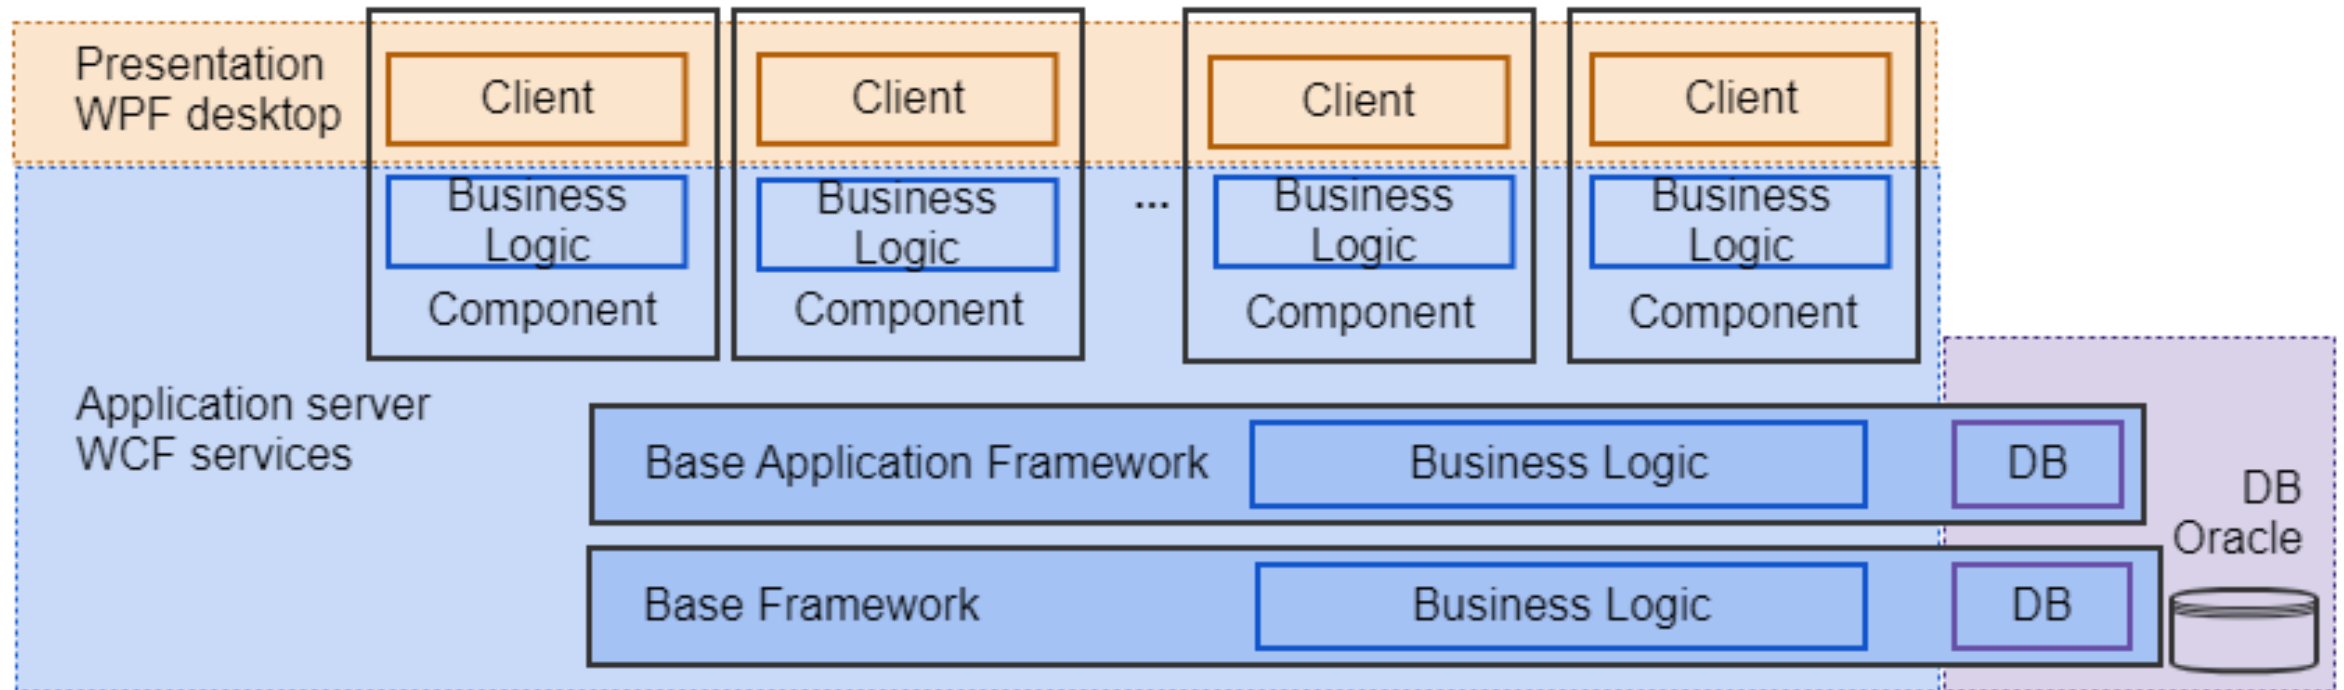 Presentation
WPF desktop
Client
Client
Client
Client
Business
Logic
Business
Logic
...
Business
Logic
Business
Logic
Component
Component
Component
Component
Application server
WCF services
Base Application Framework
Business Logic
DB
DB
Oracle
Base Framework
Business Logic
DB